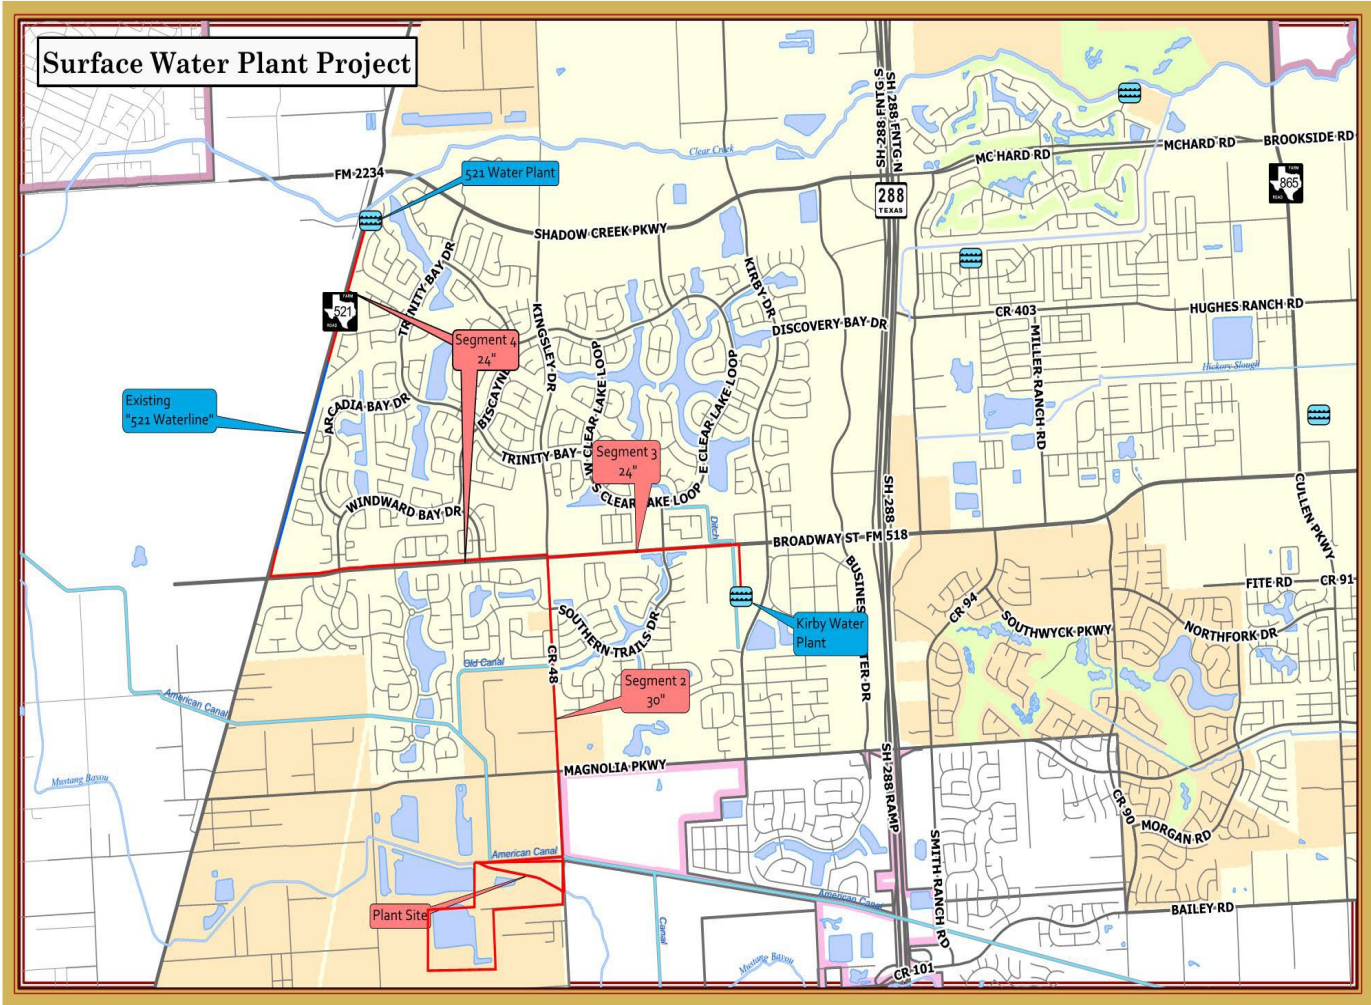 Surface Water Plant Project
SH 288 FNTG S
SH 288 FNTG N
Clear Creek
MC HARD RD
MCHARD RD
BROOKSIDE RD
FM 2234
521 Water Plant
288
TEXAS
FARM
865
ROAD
SHADOW CREEK PKWY
TRINITY BAY DR
KIRBY DR
FARM
521
ROAD
KINGSLEY DR
CR 403
HUGHES RANCH RD
DISCOVERY BAY DR
Segment 4
24"
MILLER RANCH RD
Hickory Slough
W CLEAR LAKE LOOP
E CLEAR LAKE LOOP
BISCAYNE
Existing
"521 Waterline"
ARCADIA BAY DR
TRINITY BAY
Segment 3
24"
S CLEAR LAKE LOOP
WINDWARD BAY DR
Ditch
SH 288
CULLEN PKWY
BROADWAY ST FM 518
FITE RD
CR 91
Kirby Water
Plant
CR 94
SOUTHWYCK PKWY
NORTHFORK DR
SOUTHERN TRAILS DR
CR 48
Old Canal
Segment 2
30"
American Canal
MAGNOLIA PKWY
SH 288 RAMP
Mustang Bayou
CR 90
MORGAN RD
American Canal
SMITH RANCH RD
Plant Site
American Canal
BAILEY RD
Canal
Mustang Bayou
CR 101